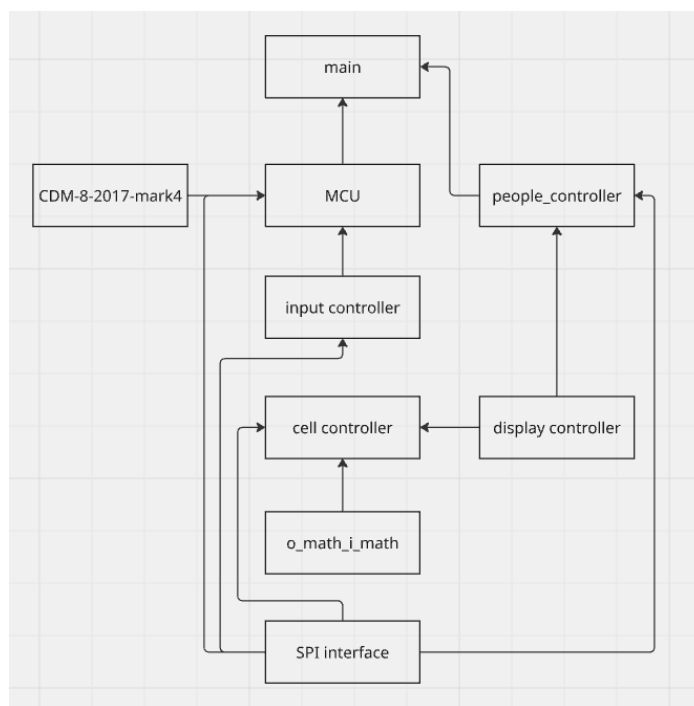 main
CDM-8-2017-mark4
MCU
people_controller
input controller
cell controller
display controller
o_math_i_math
SPI interface